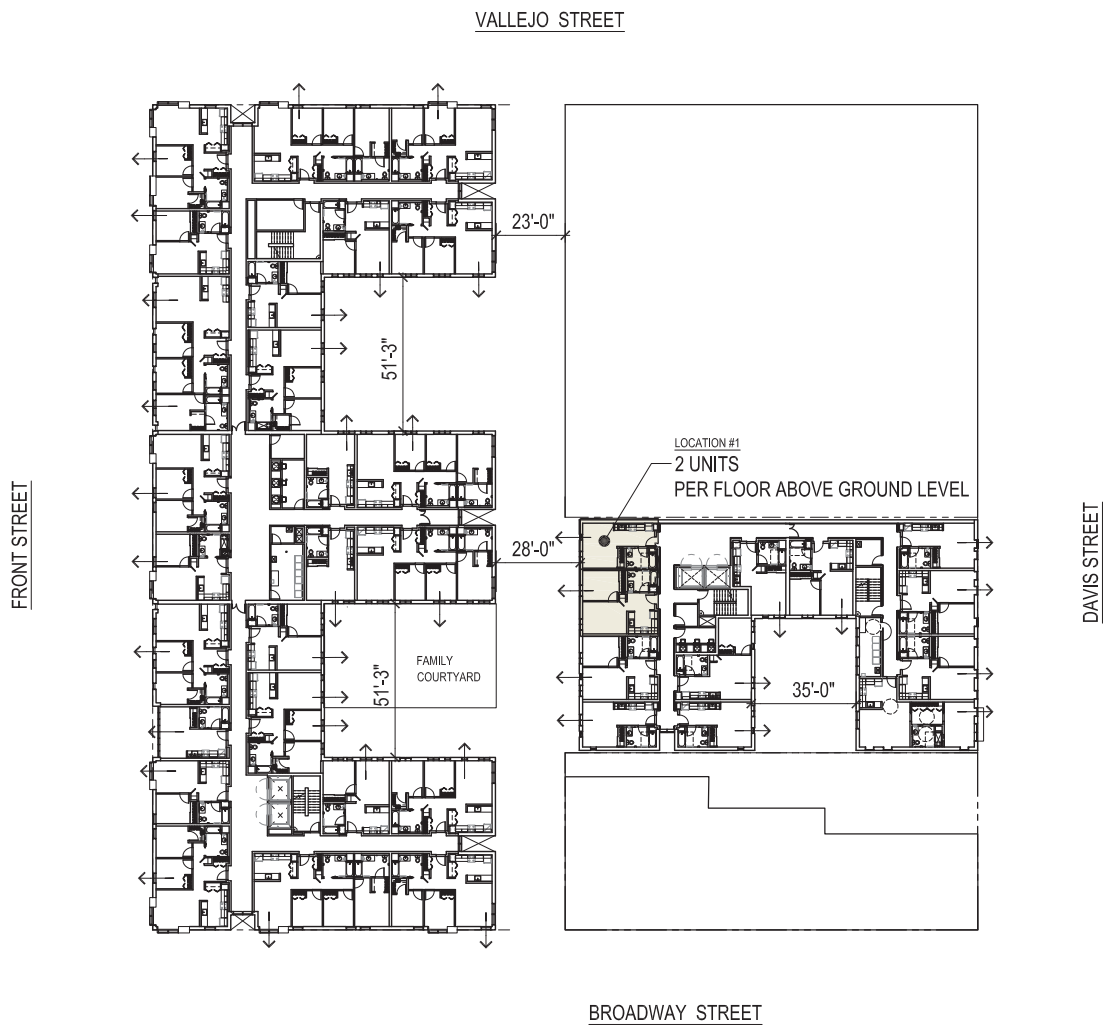 VALLEJO STREET
23'-0"
51'-3"
LOCATION #1
2 UNITS
PER FLOOR ABOVE GROUND LEVEL
FRONT STREET
28'-0"
DAVIS STREET
FAMILY
COURTYARD
51'-3"
35'-0"
BROADWAY STREET